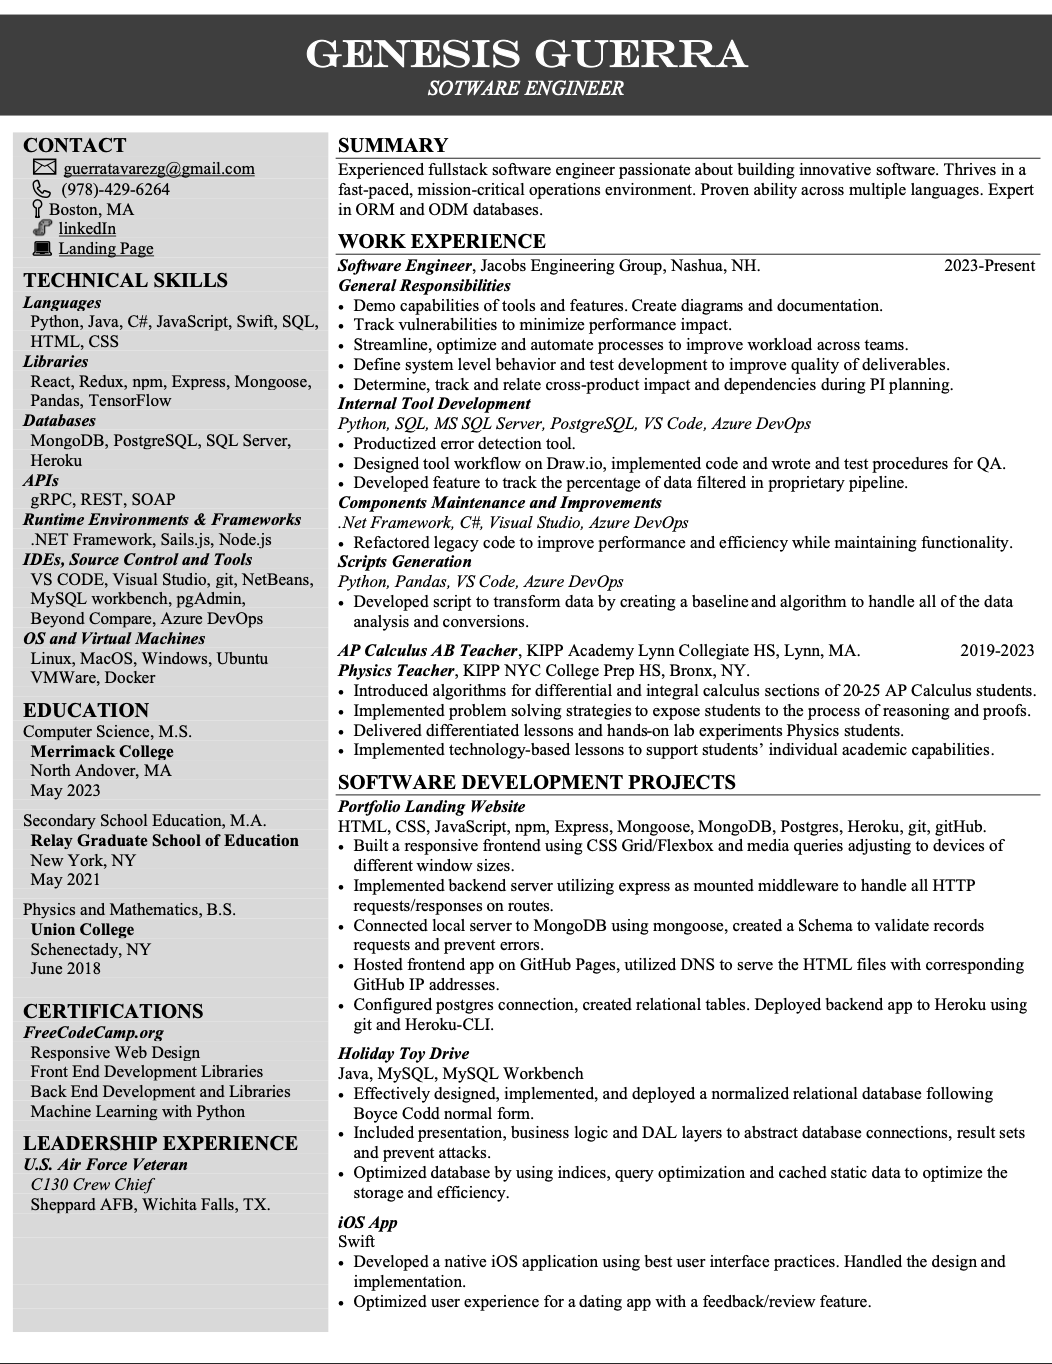 GENESIS GUERRA
SOTWARE ENGINEER
CONTACT
guerratavarezg@gmail.com
(978)-429-6264
Boston, MA
linkedIn
Landing Page
TECHNICAL SKILLS
Languages
Python, Java, C#, JavaScript, Swift, SQL,
HTML, CSS
Libraries
React, Redux, npm, Express, Mongoose,
Pandas, TensorFlow
Databases
MongoDB, PostgreSQL, SQL Server,
Heroku
APIs
gRPC, REST, SOAP
Runtime Environments & Frameworks
.NET Framework, Sails.js, Node.js
IDEs, Source Control and Tools
VS CODE, Visual Studio, git, NetBeans,
MySQL workbench, pgAdmin,
Beyond Compare, Azure DevOps
OS and Virtual Machines
Linux, MacOS, Windows, Ubuntu
VMWare, Docker
EDUCATION
Computer Science, M.S.
Merrimack College
North Andover, MA
May 2023
Secondary School Education, M.A.
Relay Graduate School of Education
New York, NY
May 2021
Physics and Mathematics, B.S.
Union College
Schenectady, NY
June 2018
CERTIFICATIONS
FreeCodeCamp.org
Responsive Web Design
Front End Development Libraries
Back End Development and Libraries
Machine Learning with Python
LEADERSHIP EXPERIENCE
U.S. Air Force Veteran
C130 Crew Chief
Sheppard AFB, Wichita Falls, TX.
SUMMARY
Experienced fullstack software engineer passionate about building innovative software. Thrives in a
fast-paced, mission-critical operations environment. Proven ability across multiple languages. Expert
in ORM and ODM databases.
WORK EXPERIENCE
Software Engineer, Jacobs Engineering Group, Nashua, NH. 2023-Present
General Responsibilities
• Demo capabilities of tools and features. Create diagrams and documentation.
• Track vulnerabilities to minimize performance impact.
• Streamline, optimize and automate processes to improve workload across teams.
• Define system level behavior and test development to improve quality of deliverables.
• Determine, track and relate cross-product impact and dependencies during PI planning.
Internal Tool Development
Python, SQL, MS SQL Server, PostgreSQL, VS Code, Azure DevOps
• Productized error detection tool.
• Designed tool workflow on Draw.io, implemented code and wrote and test procedures for QA.
• Developed feature to track the percentage of data filtered in proprietary pipeline.
Components Maintenance and Improvements
.Net Framework, C#, Visual Studio, Azure DevOps
• Refactored legacy code to improve performance and efficiency while maintaining functionality.
Scripts Generation
Python, Pandas, VS Code, Azure DevOps
• Developed script to transform data by creating a baseline and algorithm to handle all of the data
analysis and conversions.
AP Calculus AB Teacher, KIPP Academy Lynn Collegiate HS, Lynn, MA. 2019-2023
Physics Teacher, KIPP NYC College Prep HS, Bronx, NY.
• Introduced algorithms for differential and integral calculus sections of 20-25 AP Calculus students.
• Implemented problem solving strategies to expose students to the process of reasoning and proofs.
• Delivered differentiated lessons and hands-on lab experiments Physics students.
• Implemented technology-based lessons to support students’ individual academic capabilities.
SOFTWARE DEVELOPMENT PROJECTS
Portfolio Landing Website
HTML, CSS, JavaScript, npm, Express, Mongoose, MongoDB, Postgres, Heroku, git, gitHub.
• Built a responsive frontend using CSS Grid/Flexbox and media queries adjusting to devices of
different window sizes.
• Implemented backend server utilizing express as mounted middleware to handle all HTTP
requests/responses on routes.
• Connected local server to MongoDB using mongoose, created a Schema to validate records
requests and prevent errors.
• Hosted frontend app on GitHub Pages, utilized DNS to serve the HTML files with corresponding
GitHub IP addresses.
• Configured postgres connection, created relational tables. Deployed backend app to Heroku using
git and Heroku-CLI.
Holiday Toy Drive
Java, MySQL, MySQL Workbench
• Effectively designed, implemented, and deployed a normalized relational database following
Boyce Codd normal form.
• Included presentation, business logic and DAL layers to abstract database connections, result sets
and prevent attacks.
• Optimized database by using indices, query optimization and cached static data to optimize the
storage and efficiency.
iOS App
Swift
• Developed a native iOS application using best user interface practices. Handled the design and
implementation.
• Optimized user experience for a dating app with a feedback/review feature.